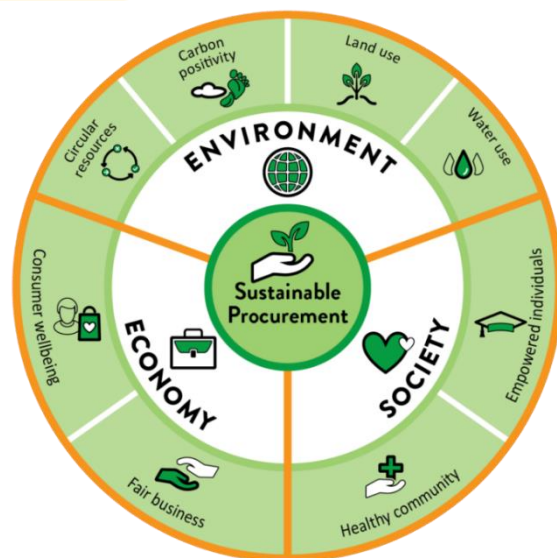 Carbon
positivity
Land use
Circular
resources
Water use
ENVIRONMENT
Sustainable
Procurement
Consumer wellbeing
ECONOMY
SOCIETY
Empowered individuals
Fair business
Healthy community